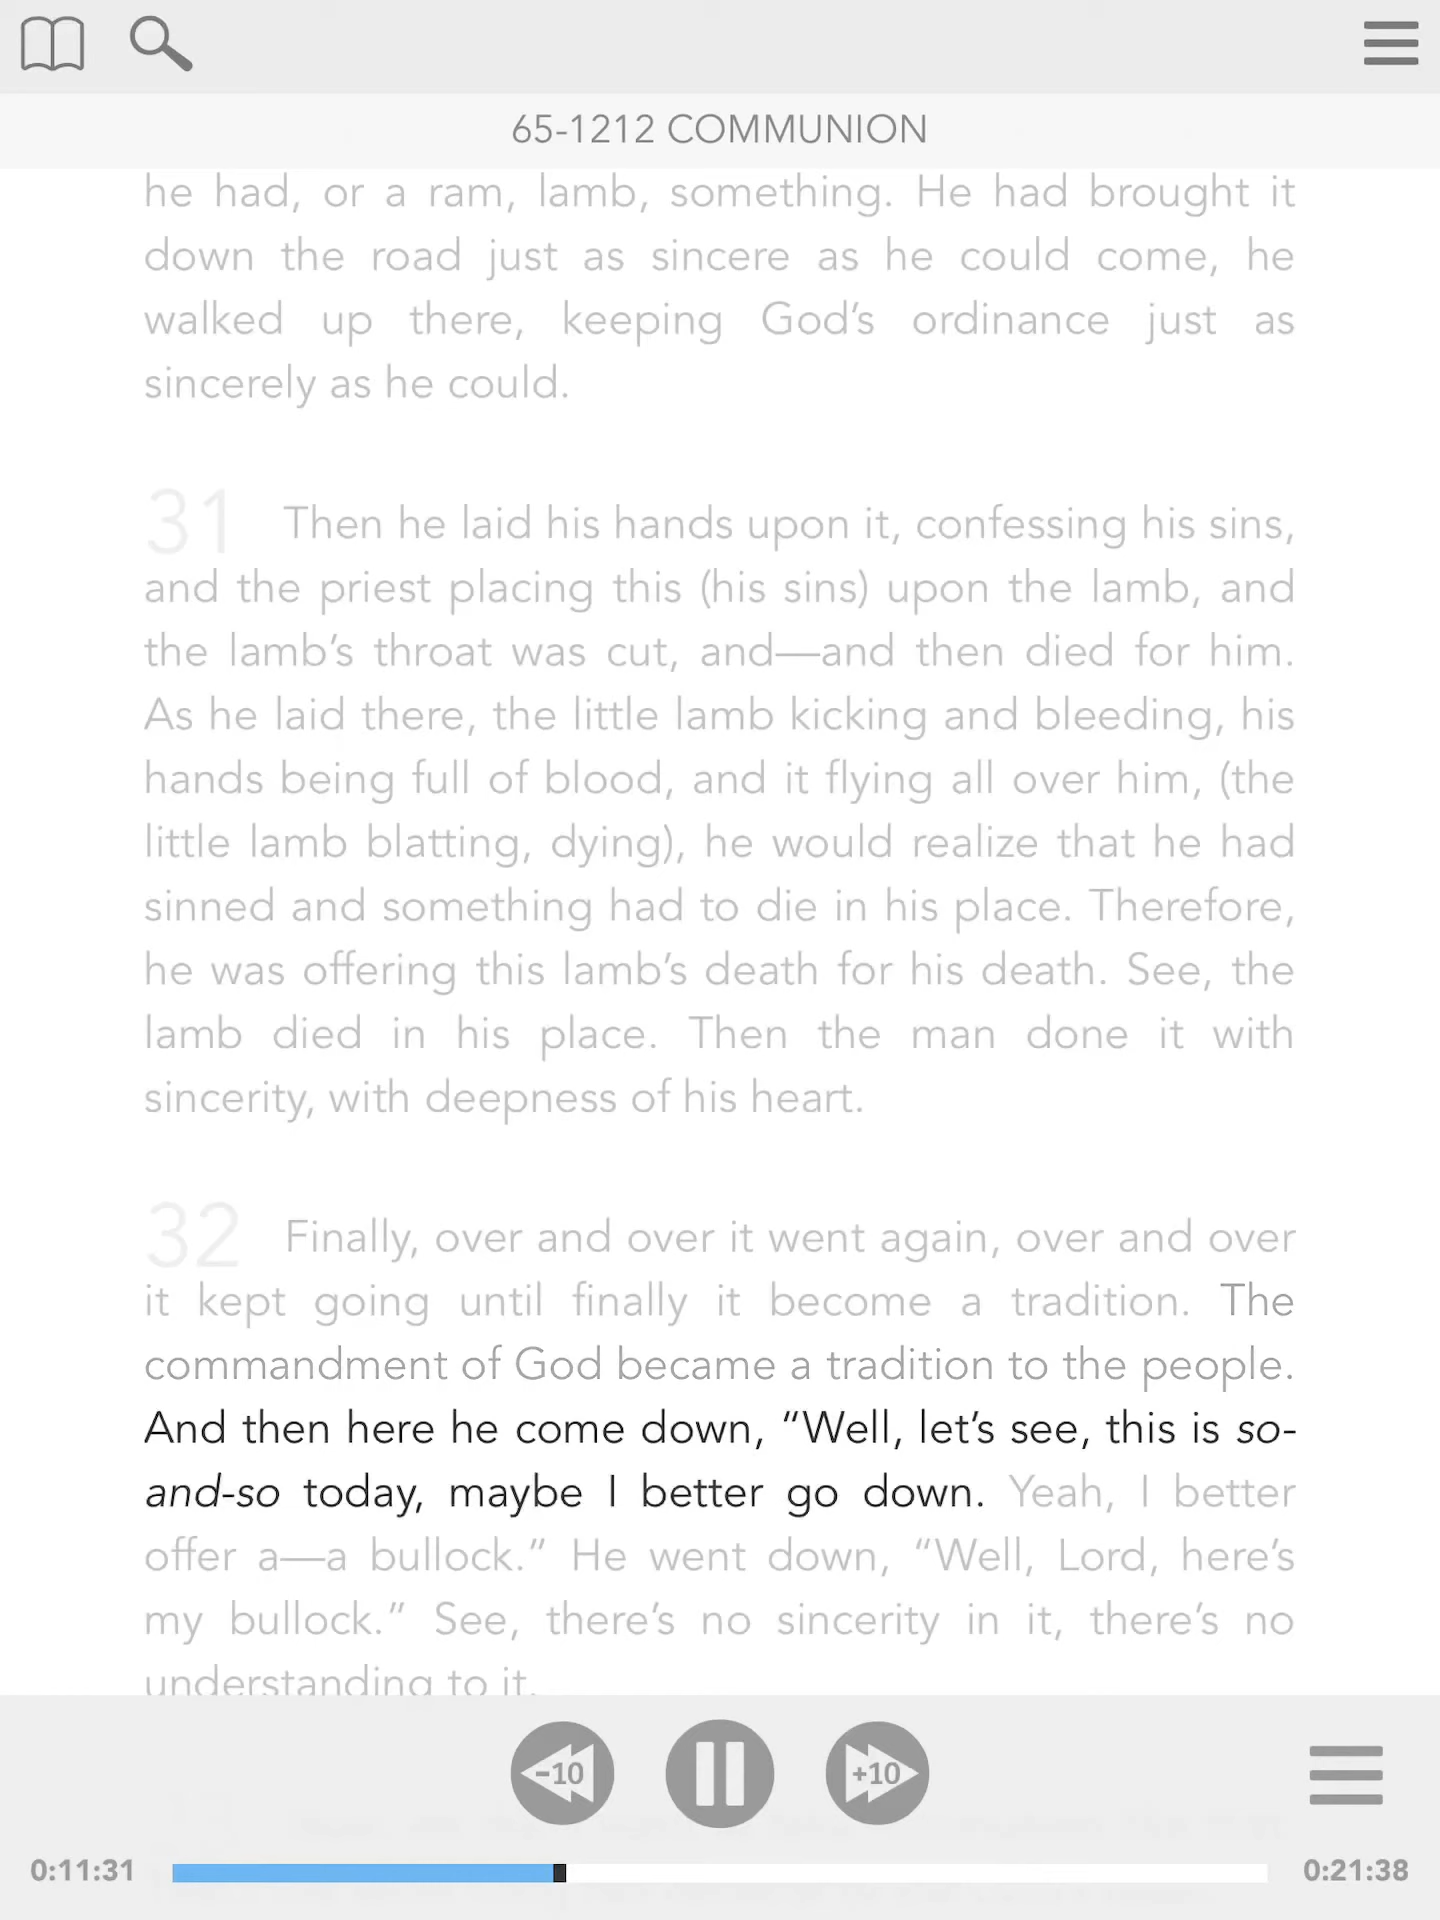 65-1212 COMMUNION
he had, or a ram, lamb, something. He had brought it
down the road just as sincere as he could come, he
walked up there, keeping God’s ordinance just as
sincerely as he could.
31 Then he laid his hands upon it, confessing his sins,
and the priest placing this (his sins) upon the lamb, and
the lamb’s throat was cut, and—and then died for him.
As he laid there, the little lamb kicking and bleeding, his
hands being full of blood, and it flying all over him, (the
little lamb blatting, dying), he would realize that he had
sinned and something had to die in his place. Therefore,
he was offering this lamb’s death for his death. See, the
lamb died in his place. Then the man done it with
sincerity, with deepness of his heart.
32 Finally, over and over it went again, over and over
it kept going until finally it become a tradition. The
commandment of God became a tradition to the people.
And then here he come down, “Well, let’s see, this is so-
and-so today, maybe I better go down. Yeah, I better
offer a—a bullock.” He went down, “Well, Lord, here’s
my bullock.” See, there’s no sincerity in it, there’s no
understanding to it.
-10 +10
0:11:31 0:21:38